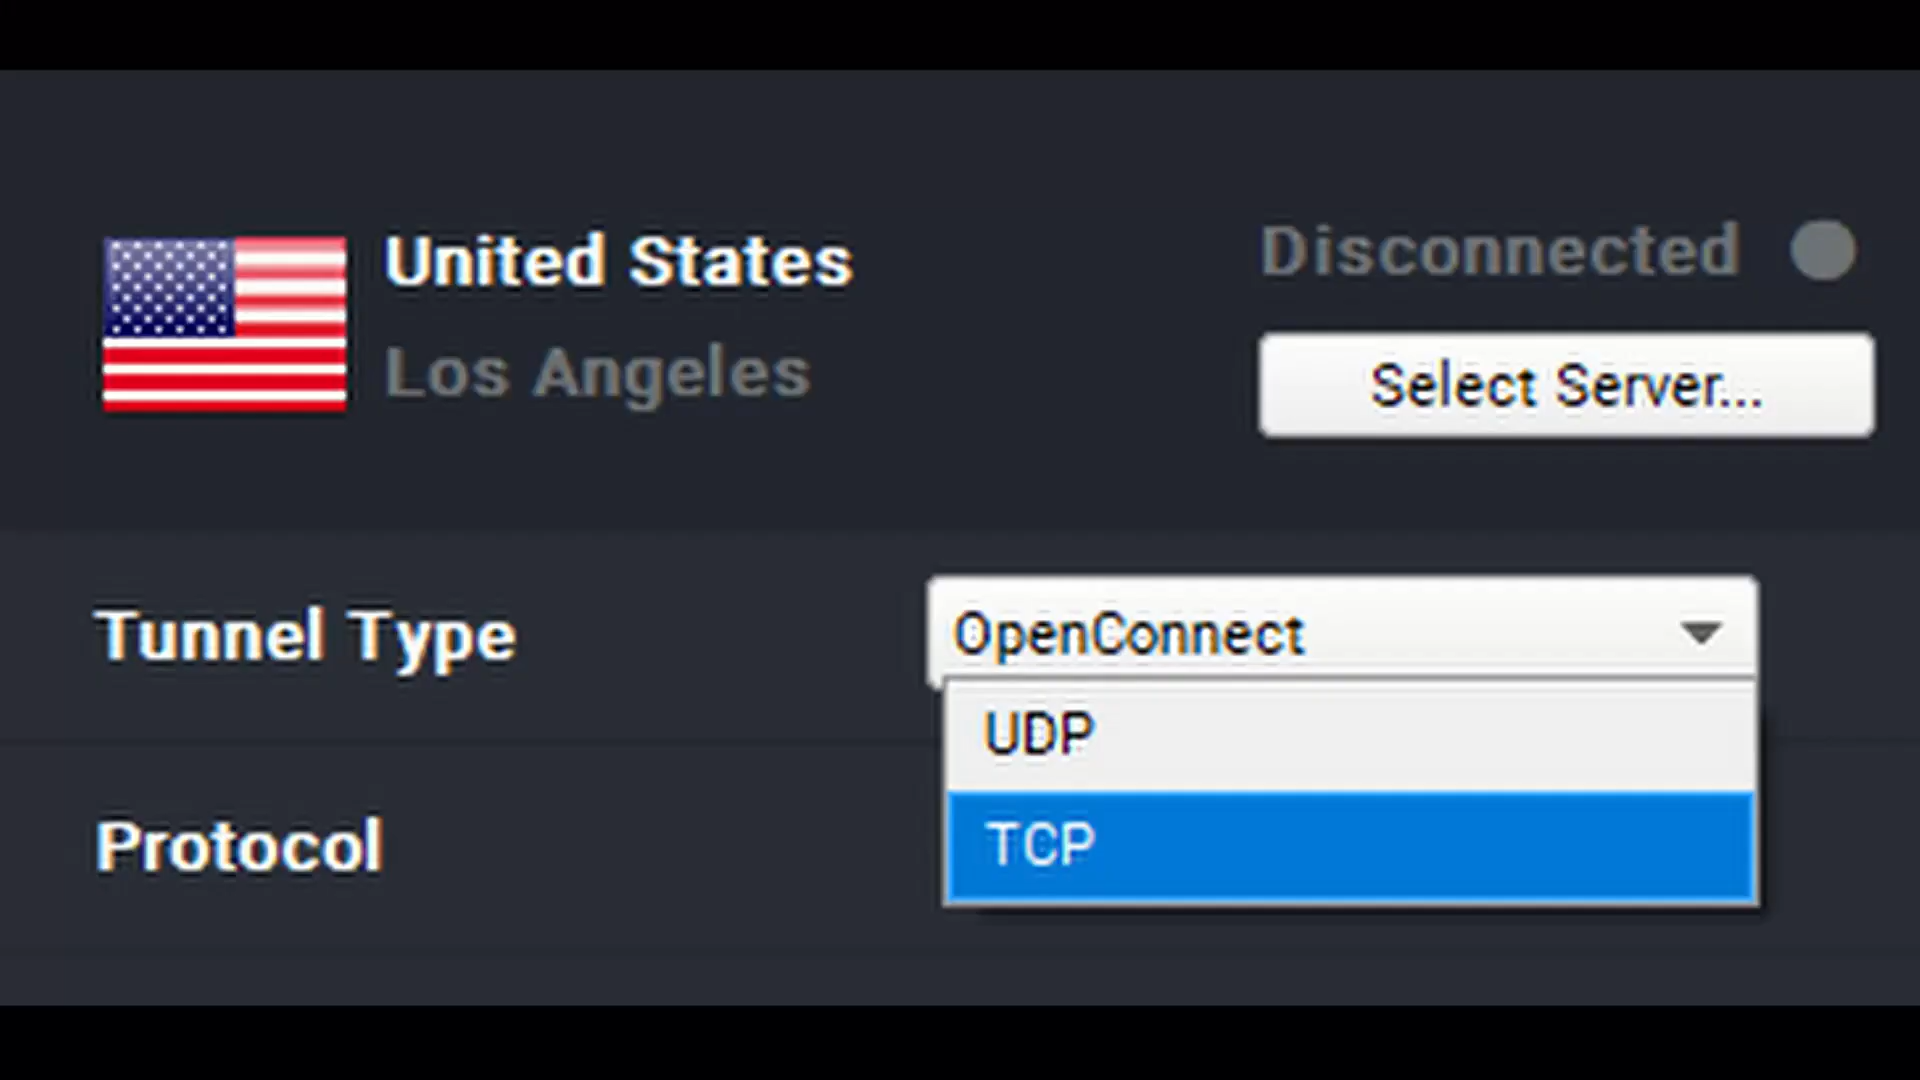 United States
Los Angeles
Disconnected
Select Server...
Tunnel Type
OpenConnect
UDP
TCP
Protocol